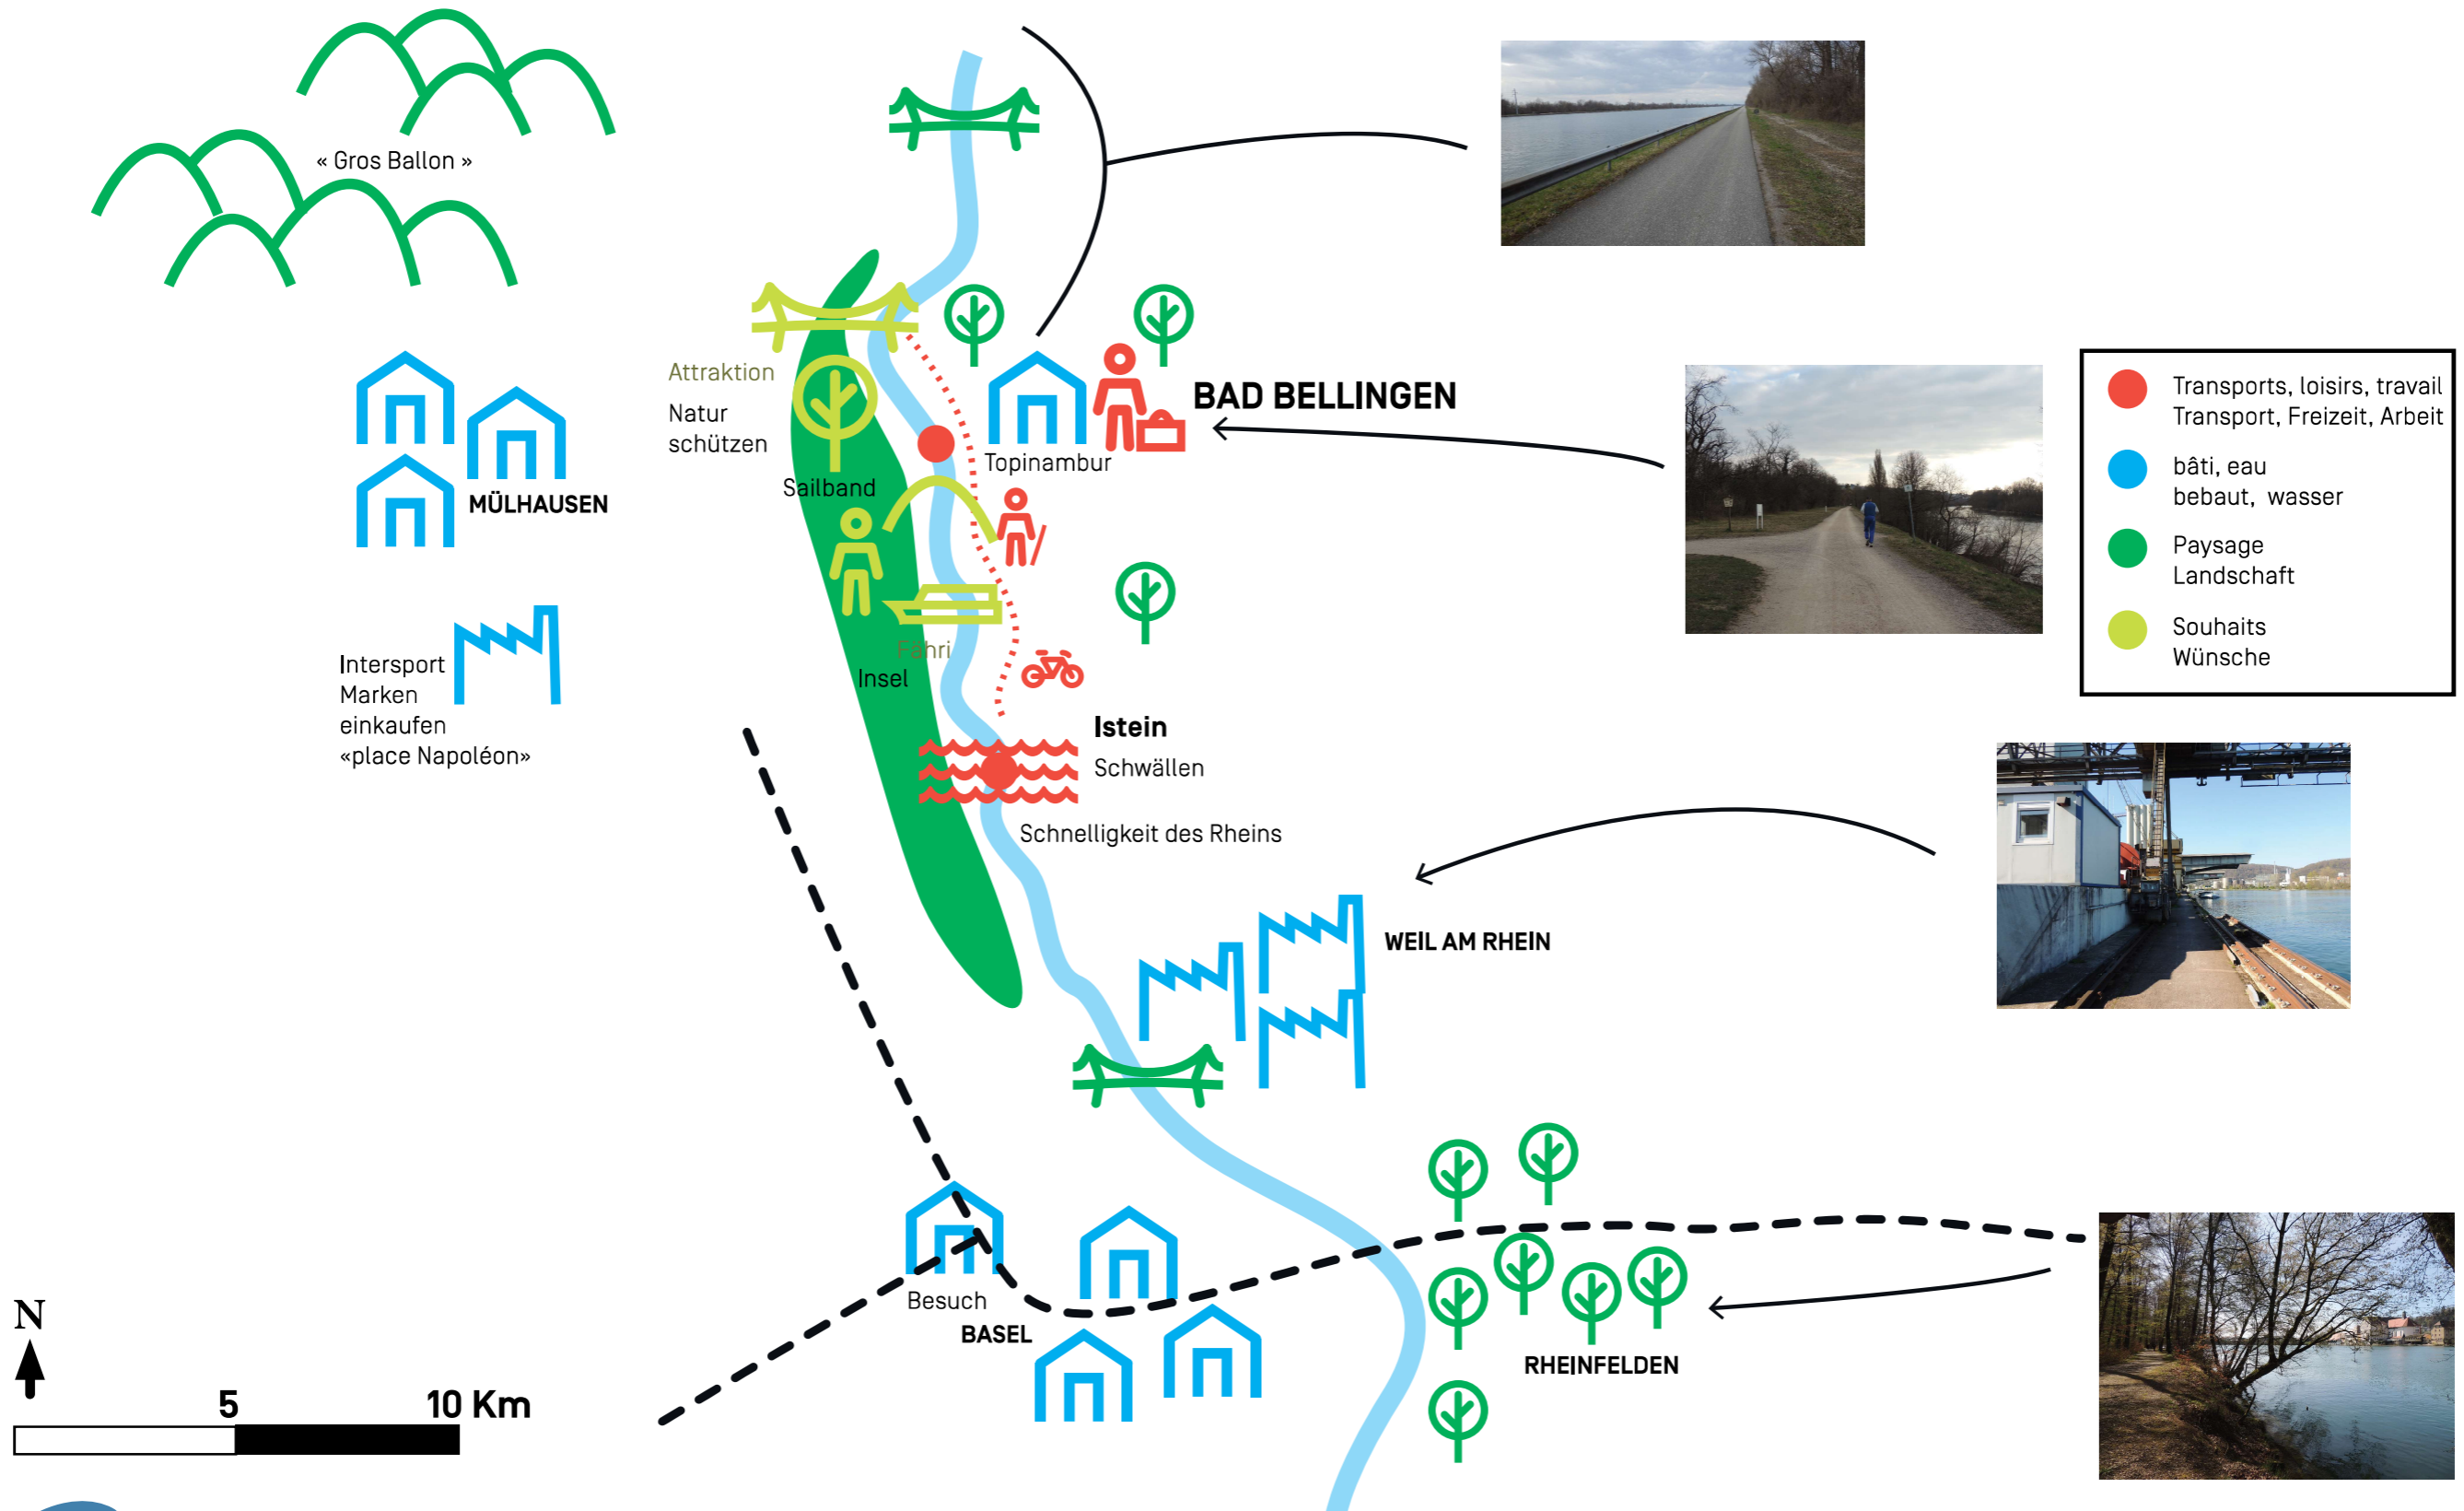 « Gros Ballon »
Attraktion
Natur
schützen
BAD BELLINGEN
Topinambur
Sailband
MÜLHAUSEN
Transports, loisirs, travail
Transport, Freizeit, Arbeit
bâti, eau
bebaut, wasser
Paysage
Landschaft
Souhaits
Wünsche
Fähri
Insel
Intersport
Marken
einkaufen
«place Napoléon»
Istein
Schwällen
Schnelligkeit des Rheins
WEIL AM RHEIN
Besuch
BASEL
RHEINFELDEN
N
5
10 Km